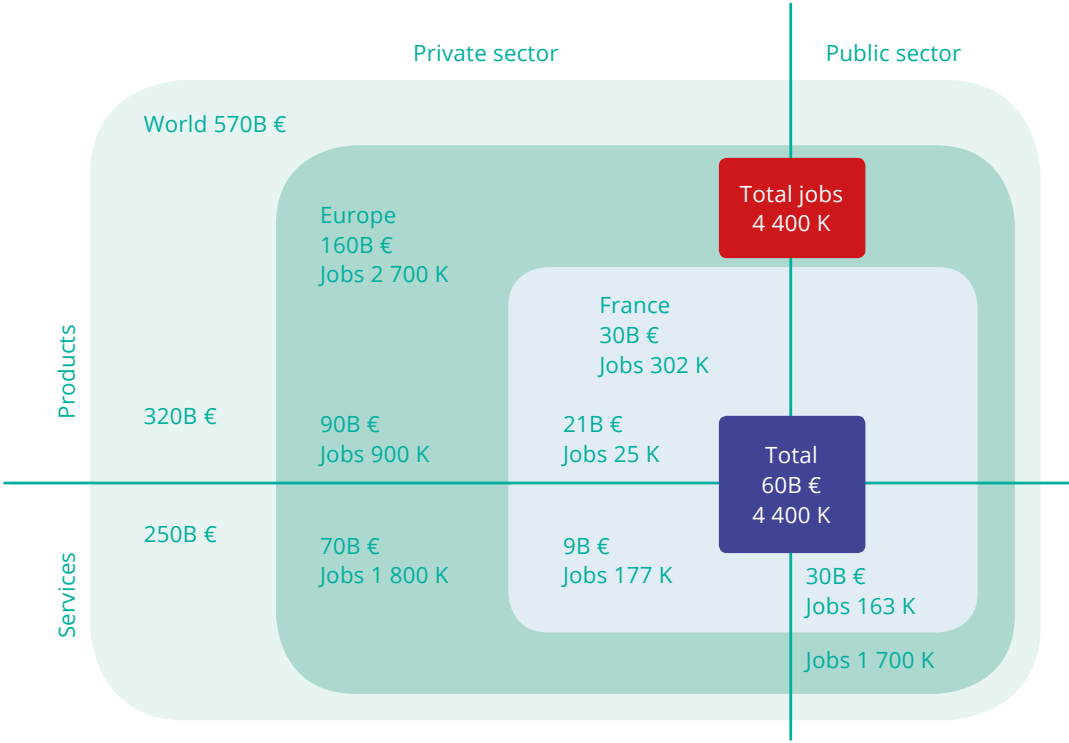 Private sector
Public sector
World 570B €
Total jobs
4 400 K
Europe
160B €
Jobs 2 700 K
France
30B €
Jobs 302 K
Products
320B €
90B €
Jobs 900 K
21B €
Jobs 25 K
Total
60B €
4 400 K
Services
250B €
70B €
Jobs 1 800 K
9B €
Jobs 177 K
30B €
Jobs 163 K
Jobs 1 700 K